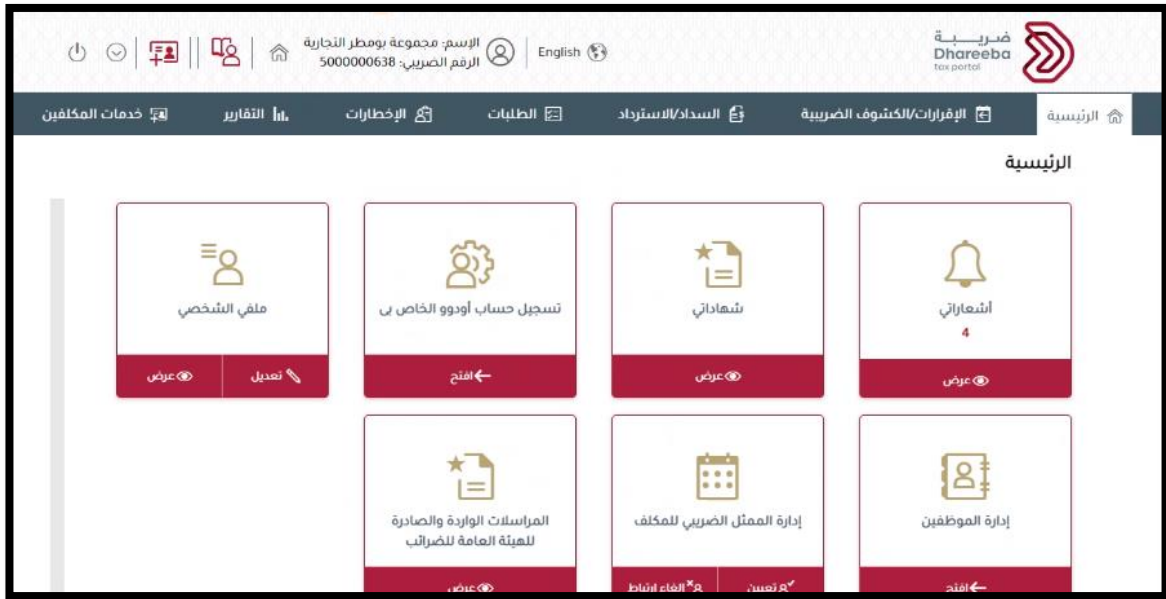 ضريبة
Dhareeba
tax portal
English
الإسم: مجموعة بومطر التجارية
الرقم الضريبي: 5000000638
الرئيسية
الإقرارات/الكشوف الضريبية
السداد/الاسترداد
الطلبات
الإخطارات
التقارير
خدمات المكلفين
الرئيسية
أشعاراتي
4
عرض
شهاداتي
عرض
تسجيل حساب أودوو الخاص بى
افتح
ملفي الشخصي
تعديل
عرض
إدارة الموظفين
افتح
إدارة الممثل الضريبي للمكلف
تعيين
الغاء ارتباط
المراسلات الواردة والصادرة
للهيئة العامة للضرائب
عرض